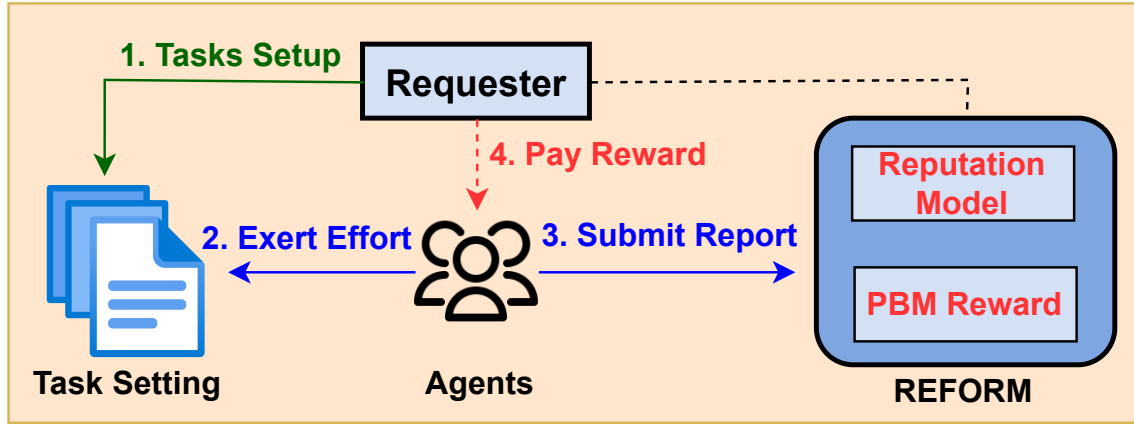 1. Tasks Setup
Requester
4. Pay Reward
Reputation
Model
2. Exert Effort
3. Submit Report
PBM Reward
Task Setting
Agents
REFORM